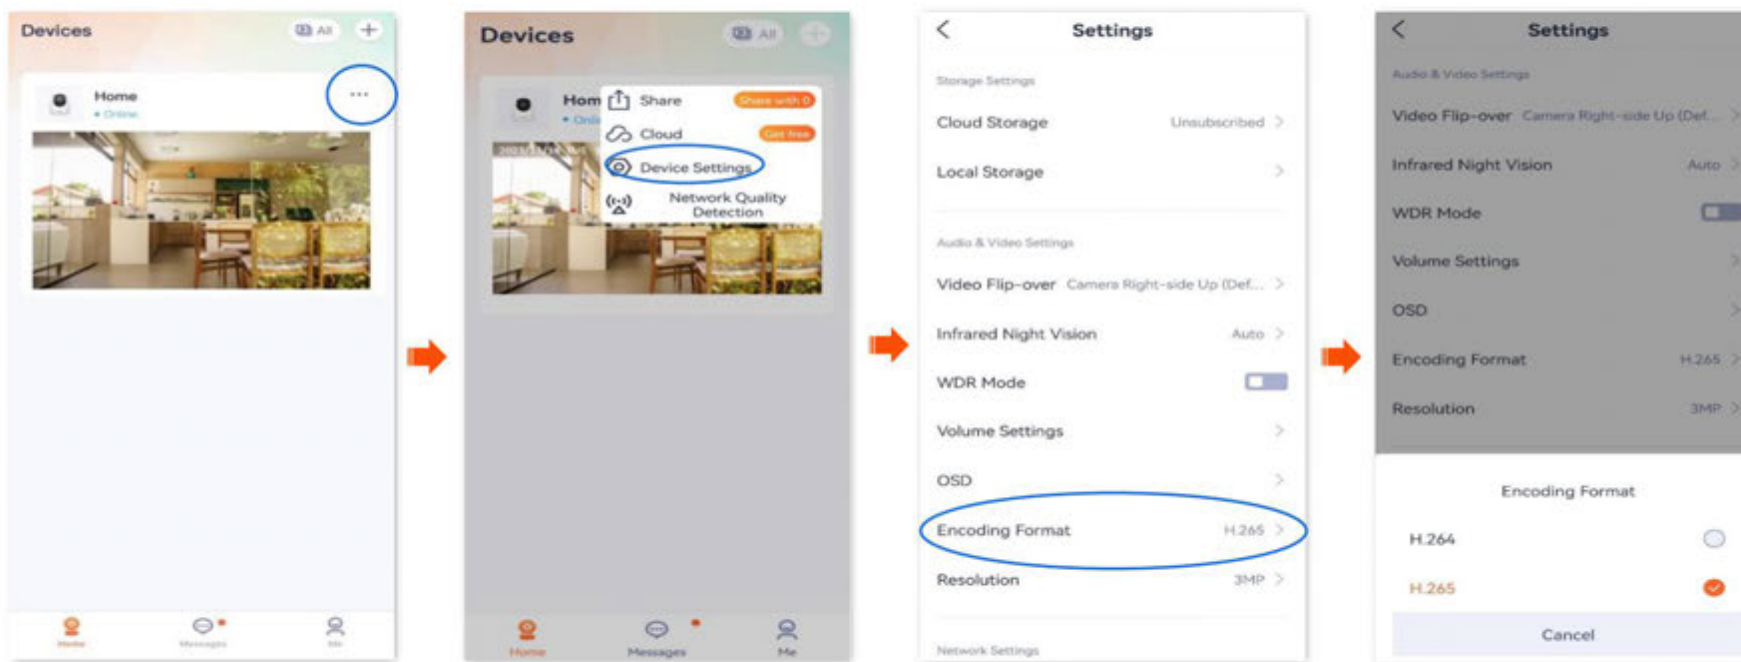 Devices
All
Home
Online
Home
Messages
Me
Devices
All
Hom
Share
Share with 0
Cloud
Get free
Device Settings
Network Quality
Detection
Home
Messages
Me
Settings
Storage Settings
Cloud Storage Unsubscribed
Local Storage
Audio & Video Settings
Video Flip-over Camera Right-side Up (Def...
Infrared Night Vision Auto
WDR Mode
Volume Settings
OSD
Encoding Format H.265
Resolution 3MP
Network Settings
Settings
Audio & Video Settings
Video Flip-over Camera Right-side Up (Def...
Infrared Night Vision Auto
WDR Mode
Volume Settings
OSD
Encoding Format H.265
Resolution 3MP
Encoding Format
H.264
H.265
Cancel